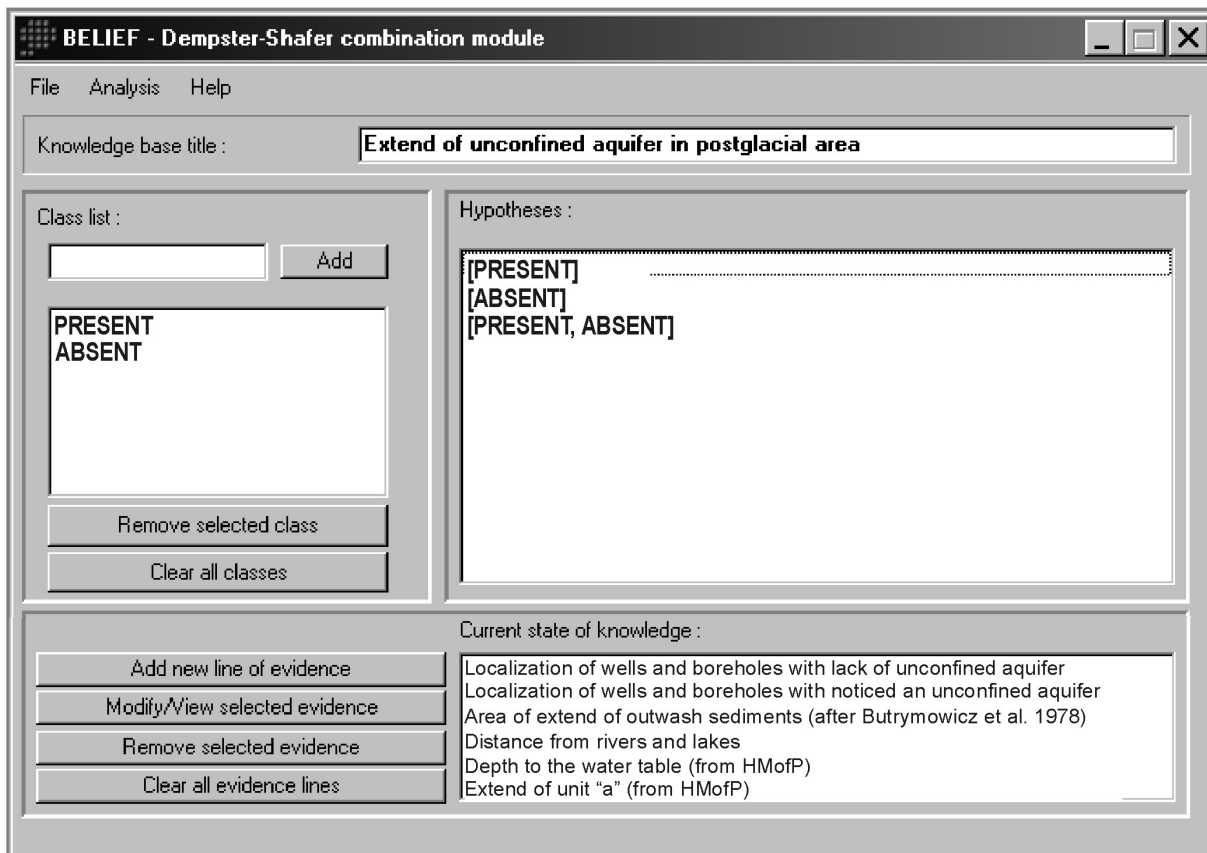 BELIEF - Dempster-Shafer combination module
File Analysis Help
Knowledge base title :
Extend of unconfined aquifer in postglacial area
Class list :
Add
PRESENT
ABSENT
Remove selected class
Clear all classes
Hypotheses :
[PRESENT]
[ABSENT]
[PRESENT, ABSENT]
Add new line of evidence
Modify/View selected evidence
Remove selected evidence
Clear all evidence lines
Current state of knowledge :
Localization of wells and boreholes with lack of unconfined aquifer
Localization of wells and boreholes with noticed an unconfined aquifer
Area of extend of outwash sediments (after Butrymowicz et al. 1978)
Distance from rivers and lakes
Depth to the water table (from HMofP)
Extend of unit “a” (from HMofP)